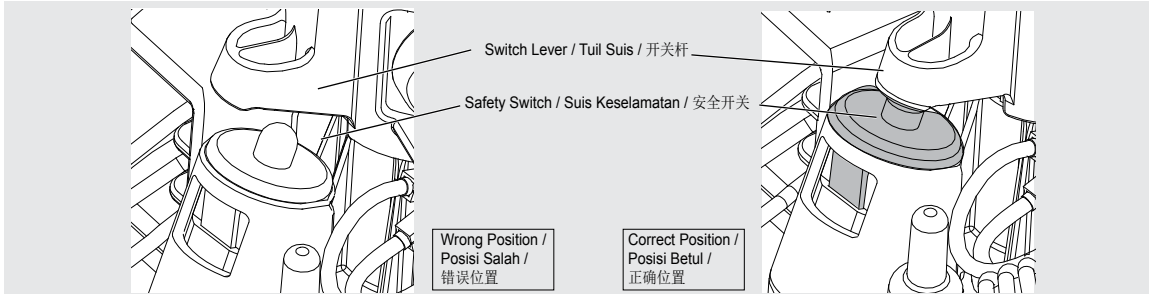 Switch Lever / Tuil Suis / 开关杆
Safety Switch / Suis Keselamatan / 安全开关
Wrong Position /
Posisi Salah /
错误位置
Correct Position /
Posisi Betul /
正确位置